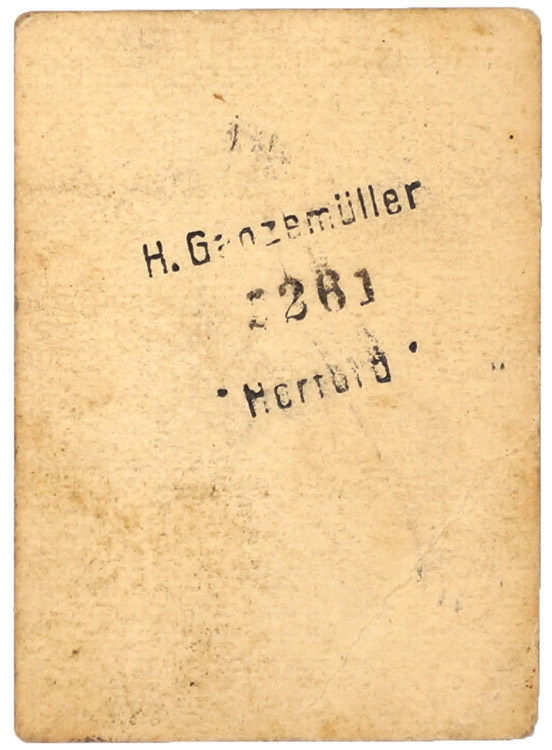 H. Ganzemüller
• Herford •